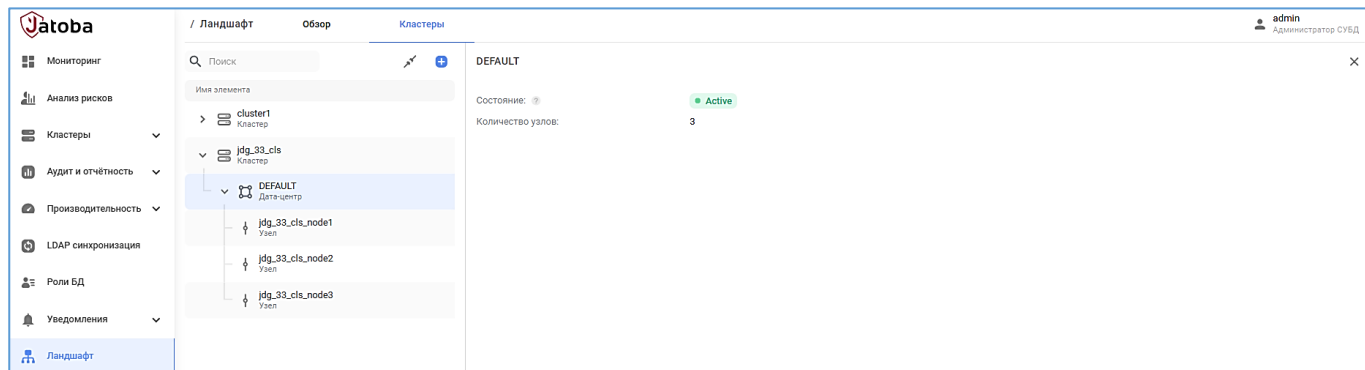 Jatoba
/ Ландшафт
Обзор
Кластеры
admin
Администратор СУБД
Мониторинг
Анализ рисков
Кластеры
Аудит и отчётность
Производительность
LDAP синхронизация
Роли БД
Уведомления
Ландшафт
Поиск
Имя элемента
cluster1
Кластер
jdg_33_cls
Кластер
DEFAULT
Дата-центр
jdg_33_cls_node1
Узел
jdg_33_cls_node2
Узел
jdg_33_cls_node3
Узел
DEFAULT
Состояние: ? Active
Количество узлов: 3